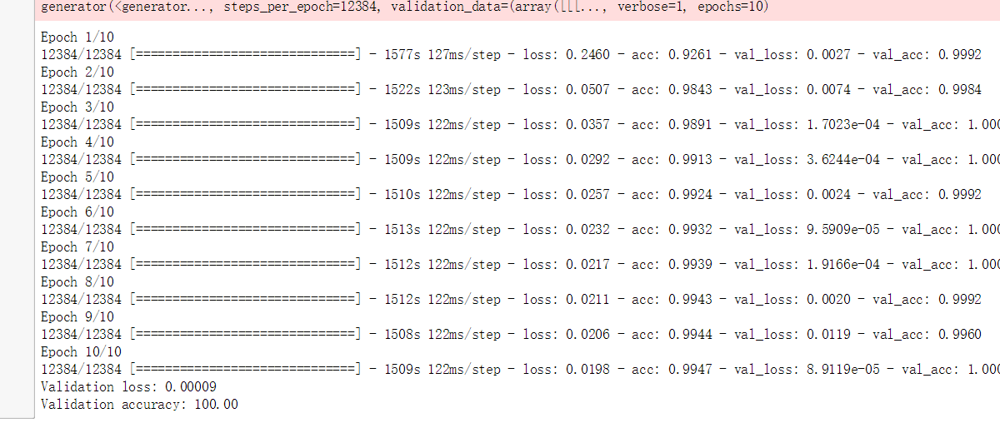 generator(<generator..., steps_per_epoch=12384, validation_data=(array([[[..., verbose=1, epochs=10)
Epoch 1/10
12384/12384 [==============================] - 1577s 127ms/step - loss: 0.2460 - acc: 0.9261 - val_loss: 0.0027 - val_acc: 0.9992
Epoch 2/10
12384/12384 [==============================] - 1522s 123ms/step - loss: 0.0507 - acc: 0.9843 - val_loss: 0.0074 - val_acc: 0.9984
Epoch 3/10
12384/12384 [==============================] - 1509s 122ms/step - loss: 0.0357 - acc: 0.9891 - val_loss: 1.7023e-04 - val_acc: 1.000
Epoch 4/10
12384/12384 [==============================] - 1509s 122ms/step - loss: 0.0292 - acc: 0.9913 - val_loss: 3.6244e-04 - val_acc: 1.000
Epoch 5/10
12384/12384 [==============================] - 1510s 122ms/step - loss: 0.0257 - acc: 0.9924 - val_loss: 0.0024 - val_acc: 0.9992
Epoch 6/10
12384/12384 [==============================] - 1513s 122ms/step - loss: 0.0232 - acc: 0.9932 - val_loss: 9.5909e-05 - val_acc: 1.000
Epoch 7/10
12384/12384 [==============================] - 1512s 122ms/step - loss: 0.0217 - acc: 0.9939 - val_loss: 1.9166e-04 - val_acc: 1.000
Epoch 8/10
12384/12384 [==============================] - 1512s 122ms/step - loss: 0.0211 - acc: 0.9943 - val_loss: 0.0020 - val_acc: 0.9992
Epoch 9/10
12384/12384 [==============================] - 1508s 122ms/step - loss: 0.0206 - acc: 0.9944 - val_loss: 0.0119 - val_acc: 0.9960
Epoch 10/10
12384/12384 [==============================] - 1509s 122ms/step - loss: 0.0198 - acc: 0.9947 - val_loss: 8.9119e-05 - val_acc: 1.000
Validation loss: 0.00009
Validation accuracy: 100.00